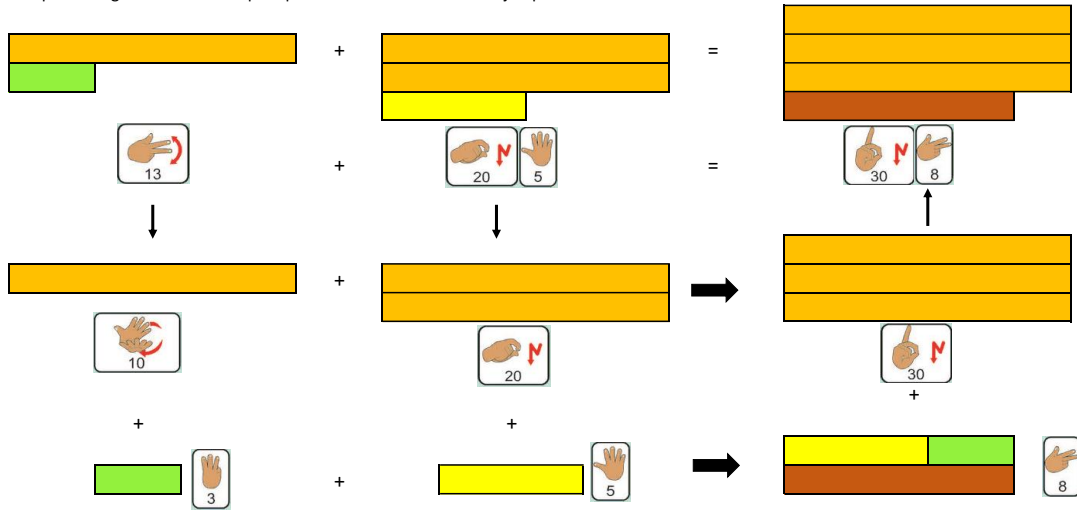 + =
13 + 20 5 = 30 8
+
10 20 30
+ + +
3 + 5 8